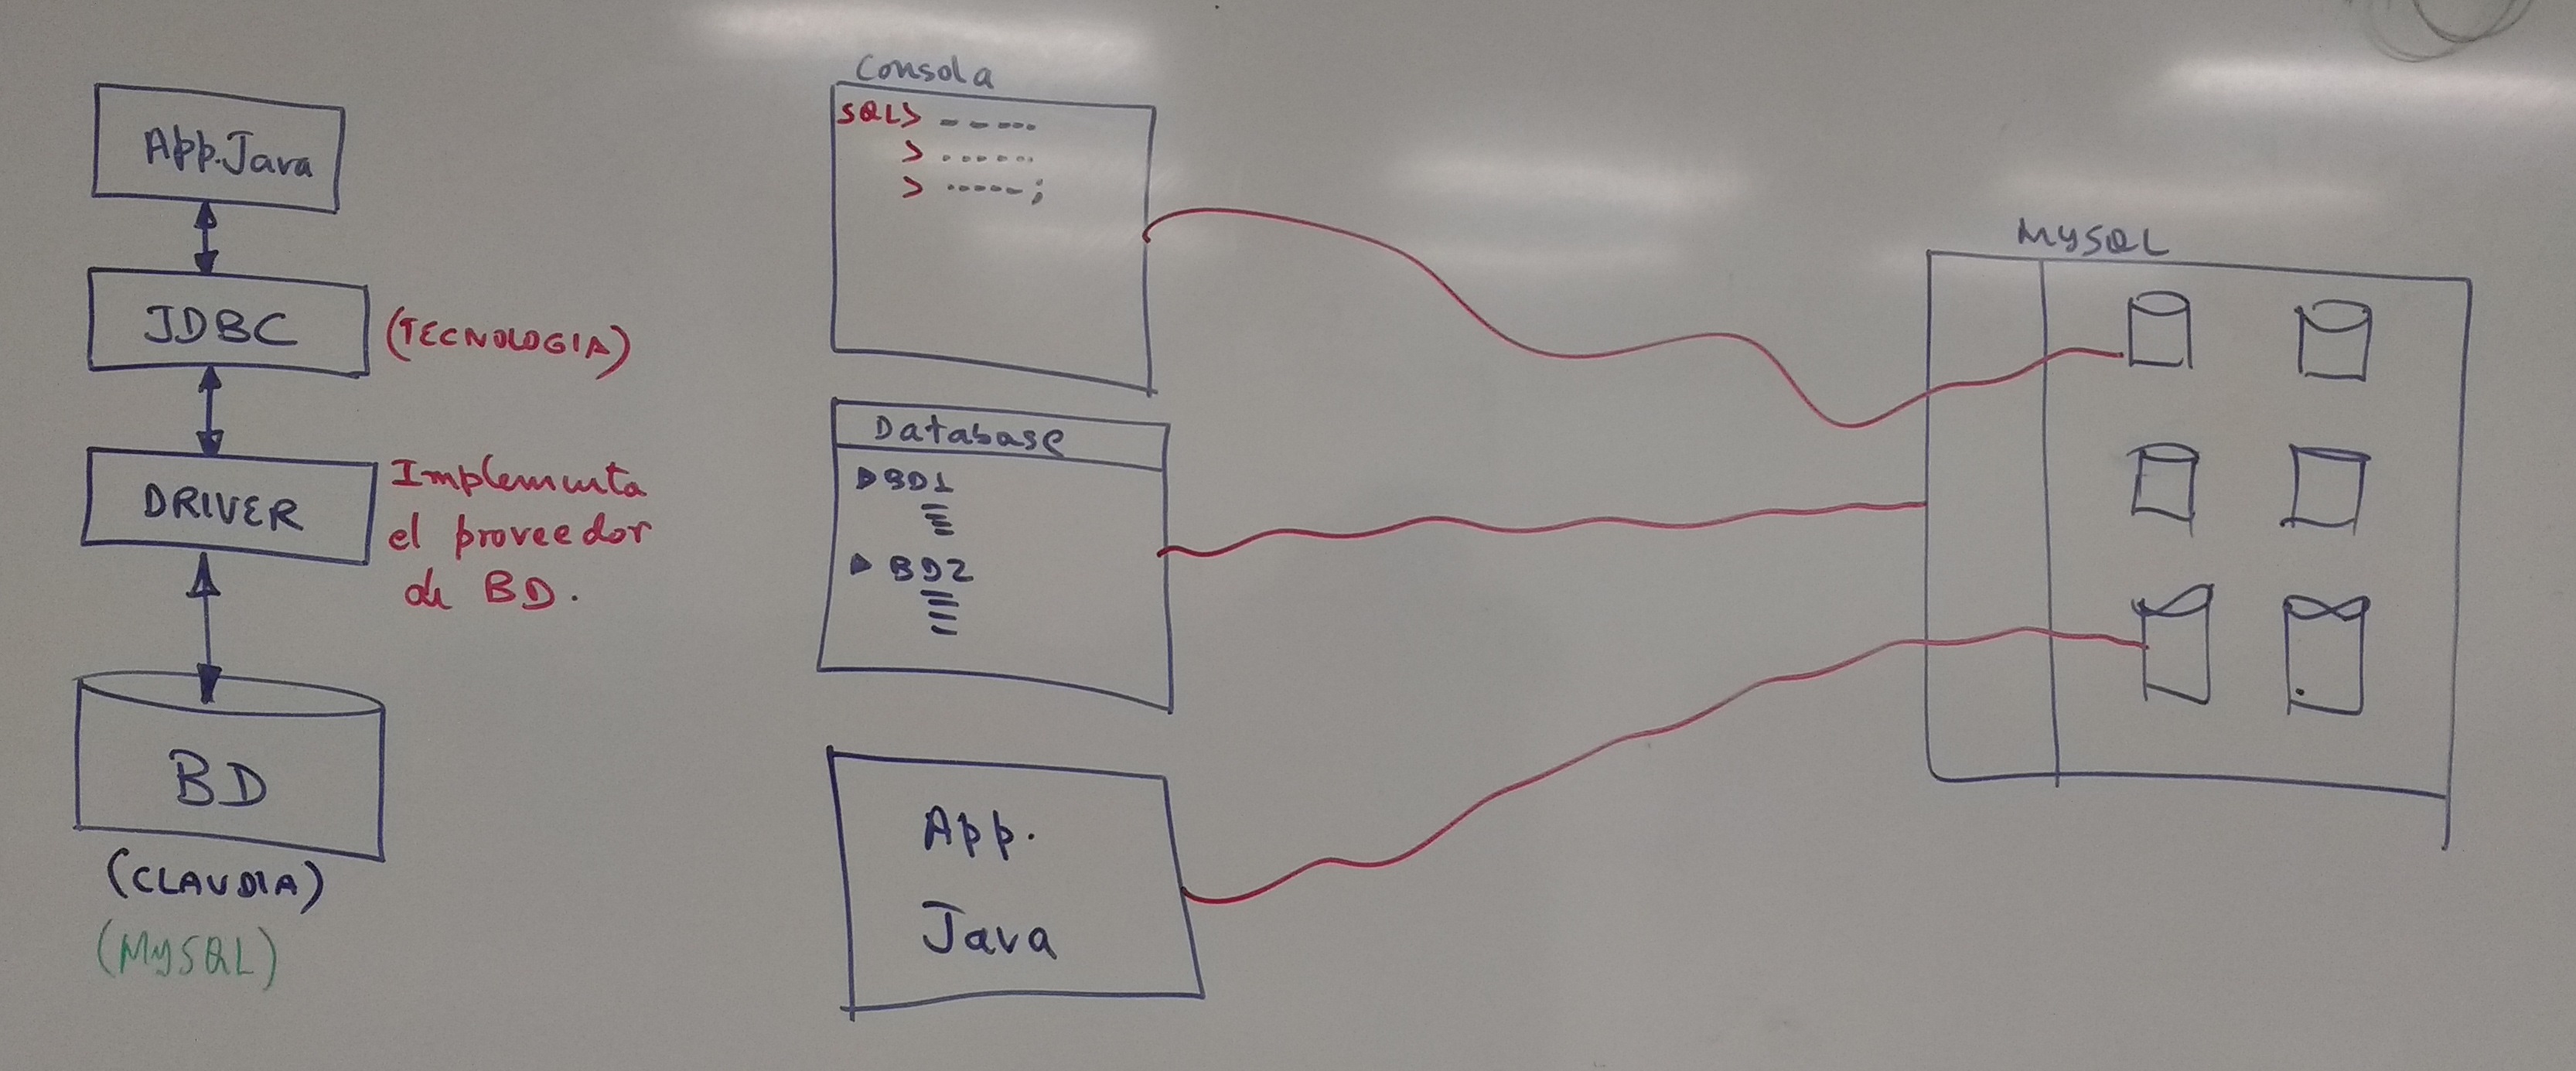 App. Java
JDBC
(TECNOLOGIA)
DRIVER
Implementa
el proveedor
de BD.
BD
(CLAUDIA)
(MySQL)
Consola
SQL> -----
> ......
> ------;
Database
BD1
BD2
App.
Java
MySQL